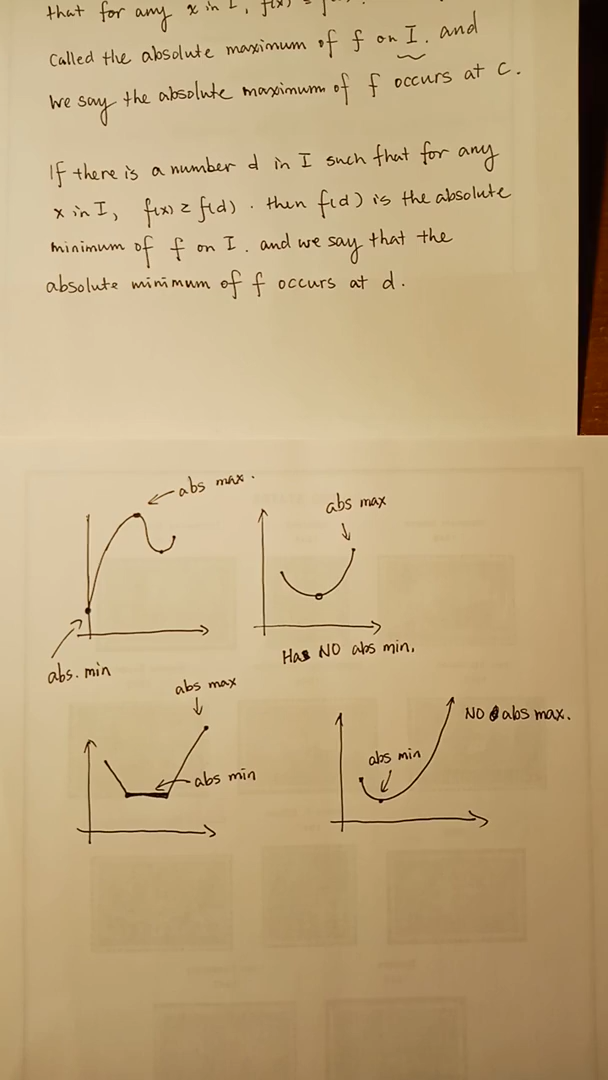 that for any x in I, f(x)
called the absolute maximum of f on I. and
we say the absolute maximum of f occurs at c.
If there is a number d in I such that for any
x in I, f(x) ≥ f(d). then f(d) is the absolute
minimum of f on I. and we say that the
absolute minimum of f occurs at d.
abs max.
abs max
abs. min
Has NO abs min.
abs max
abs min
NO abs max.
abs min